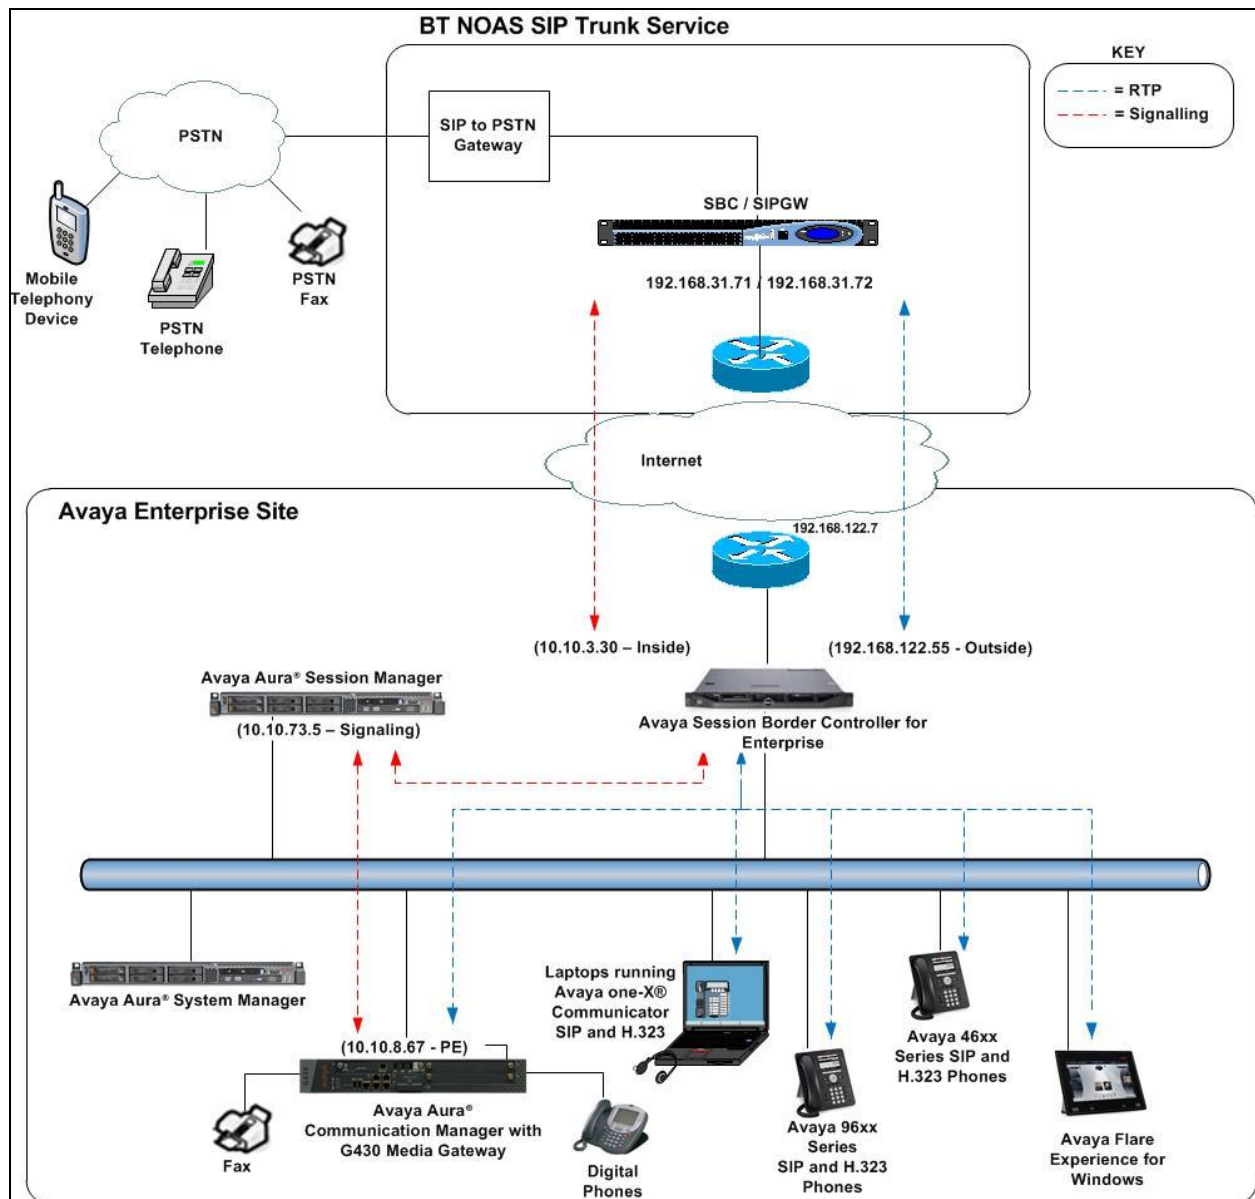 BT NOAS SIP Trunk Service
KEY
= RTP
= Signalling
SIP to PSTN
Gateway
PSTN
SBC / SIPGW
192.168.31.71 / 192.168.31.72
Mobile
Telephony
Device
PSTN
Telephone
PSTN
Fax
Internet
Avaya Enterprise Site
192.168.122.7
(10.10.3.30 – Inside)
(192.168.122.55 - Outside)
Avaya Aura® Session Manager
(10.10.73.5 – Signaling)
Avaya Session Border Controller for
Enterprise
Avaya Aura® System Manager
Laptops running
Avaya one-X®
Communicator
SIP and H.323
(10.10.8.67 - PE)
Avaya Aura®
Communication Manager with
G430 Media Gateway
Fax
Digital
Phones
Avaya 96xx
Series
SIP and H.323
Phones
Avaya 46xx
Series SIP and
H.323 Phones
Avaya Flare
Experience for
Windows